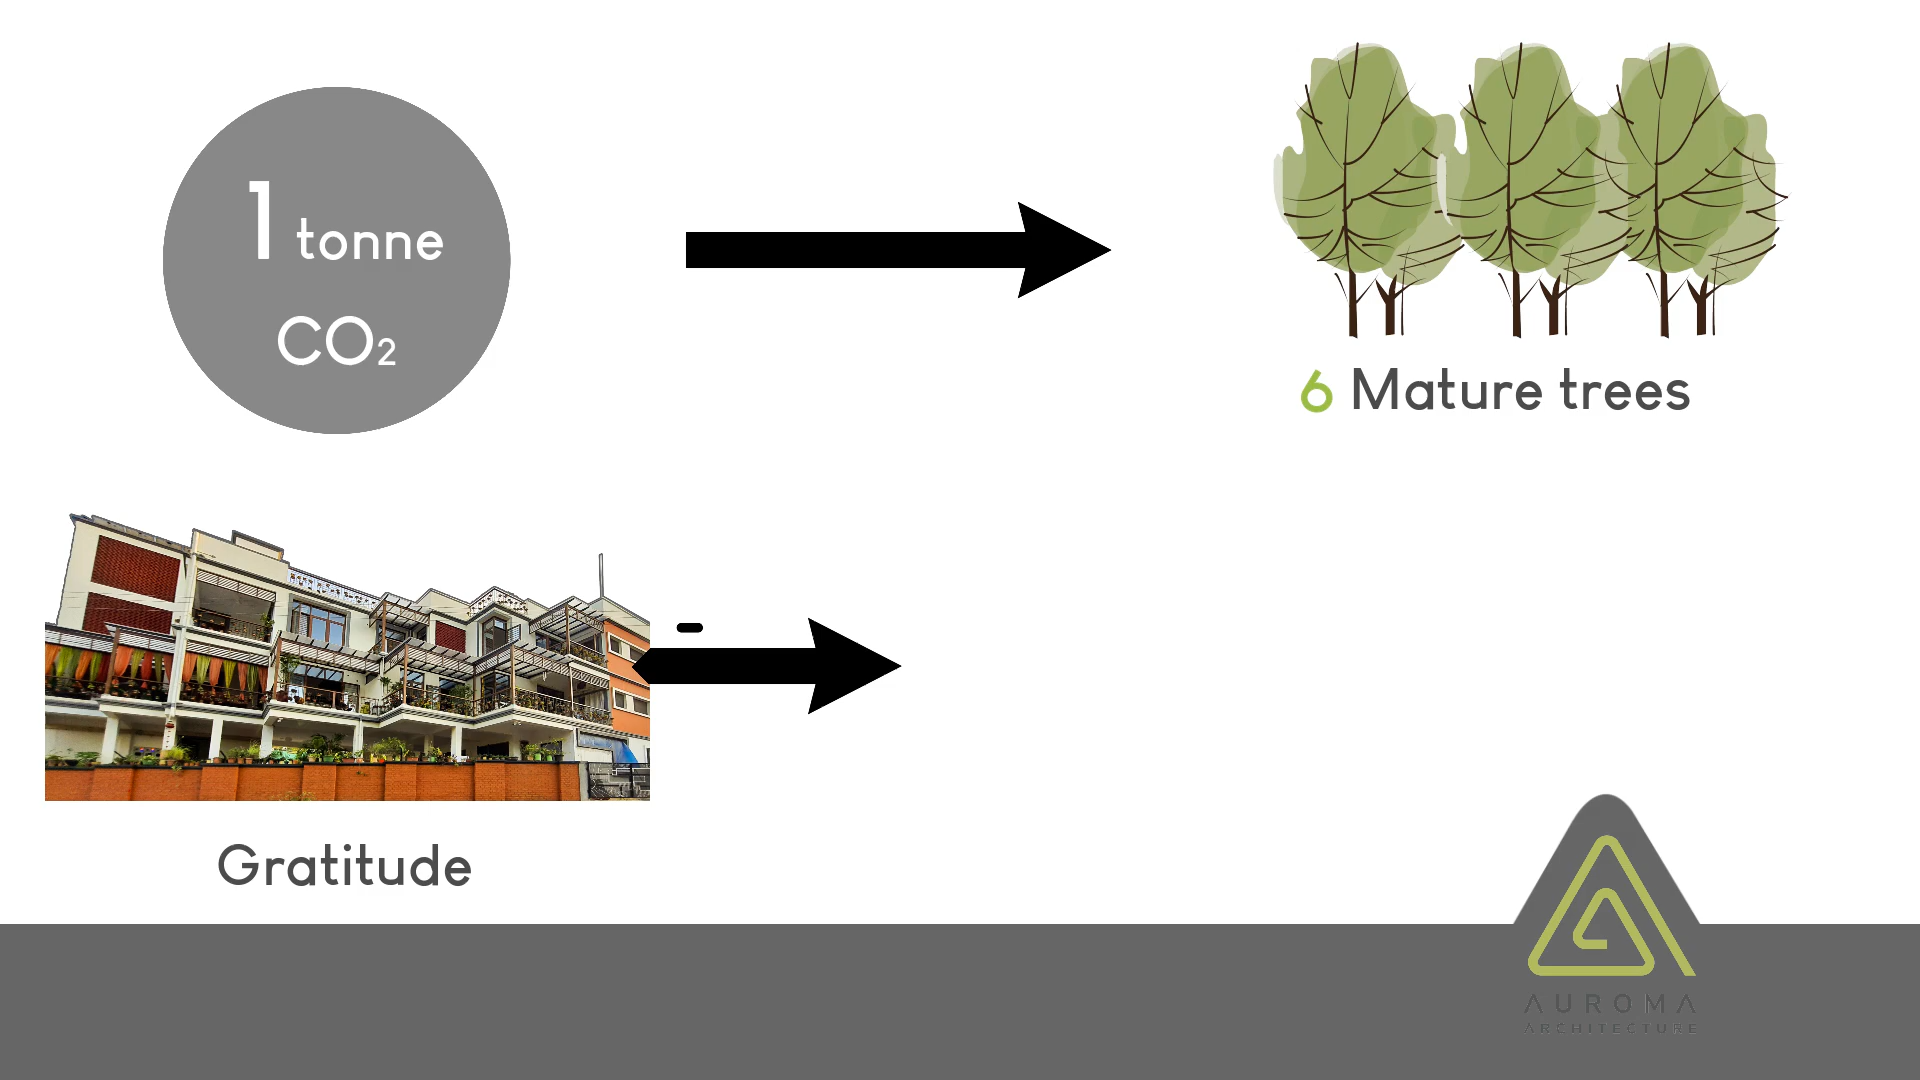 1 tonne
CO₂
6 Mature trees
-
Gratitude
AUROMA
ARCHITECTURE